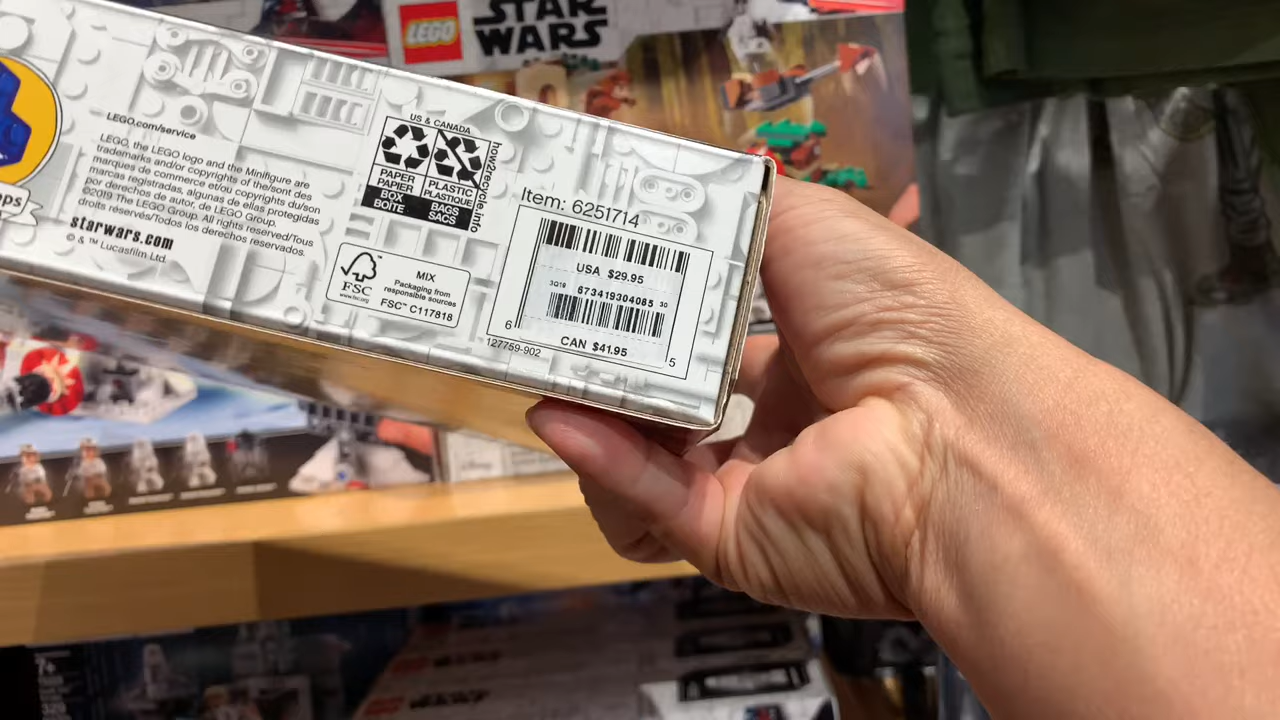 LEGO
STAR
WARS
LEGO.com/service
LEGO, the LEGO logo and the Minifigure are
trademarks and/or copyrights of the/sont des
marques de commerce et/ou copyrights du/son
marcas registradas, algunas de ellas protegidas
por derechos de autor, de LEGO Group.
©2019 The LEGO Group. All rights reserved/Tous
droits réservés/Todos los derechos reservados.
starwars.com
© & ™ Lucasfilm Ltd.
US & CANADA
PAPER
PAPIER
BOX
BOÎTE
PLASTIC
PLASTIQUE
BAGS
SACS
how2recycle.info
FSC
www.fsc.org
MIX
Packaging from
responsible sources
FSC™ C117818
Item: 6251714
USA $29.95
3Q19 673419304085 30
CAN $41.95
6
5
127759-902
7+
329